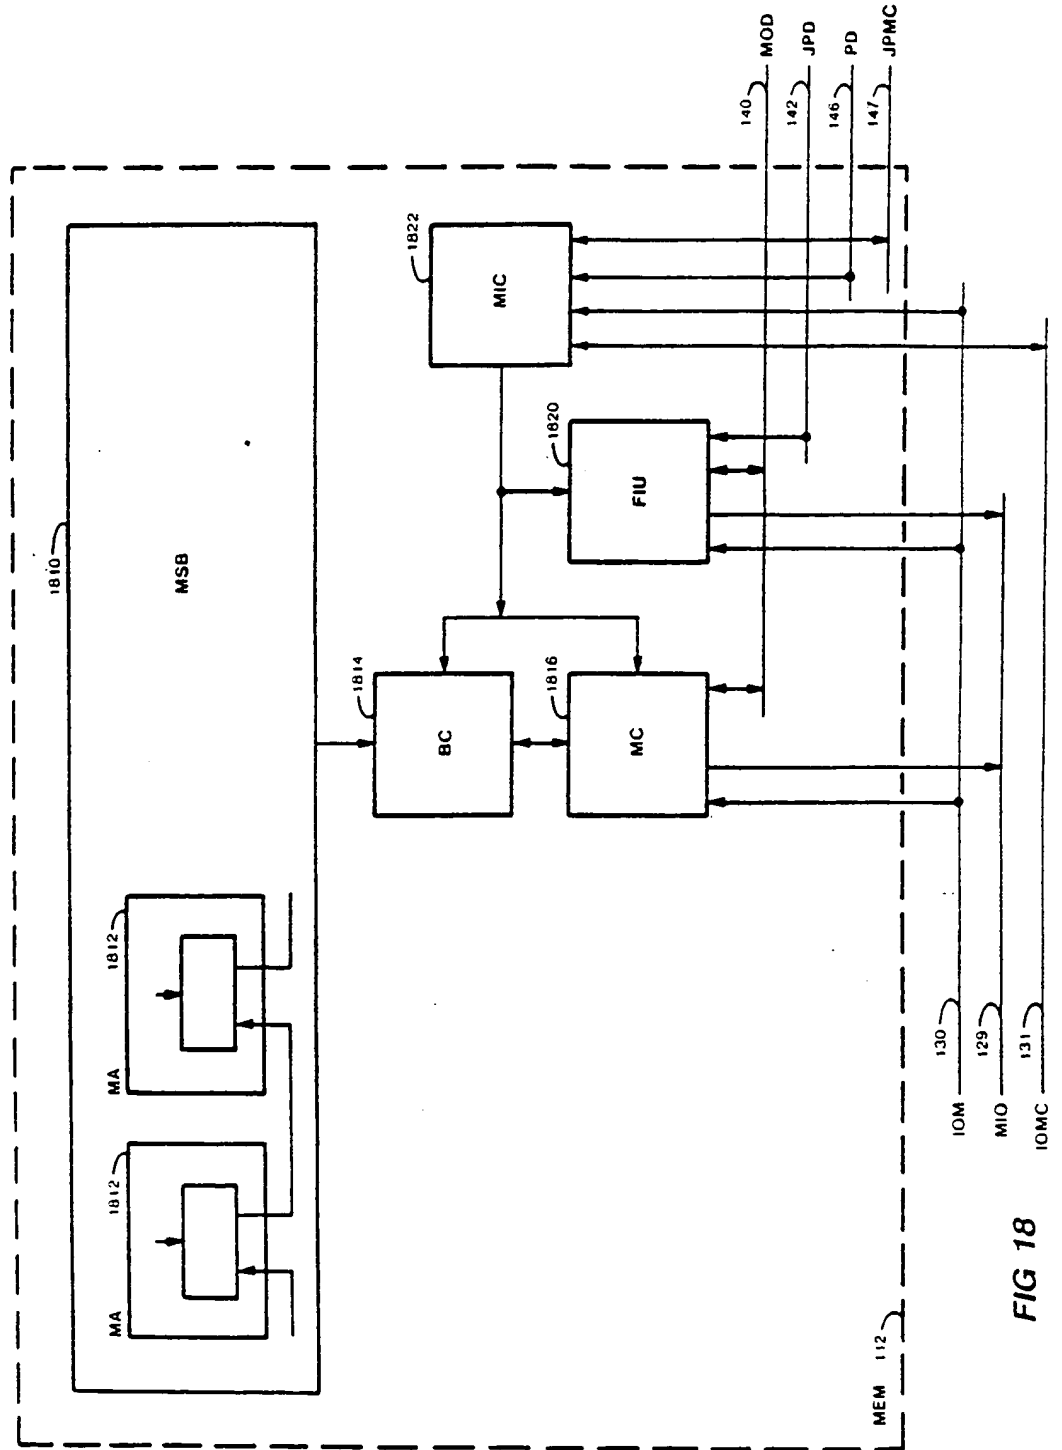 1810
MSB
MA
1812
MA
1812
1822
MIC
1820
FIU
1814
BC
1816
MC
140
MOD
142
JPD
146
PD
147
JPMC
IOM
130
MIO
129
IOMC
131
MEM
112
FIG 18